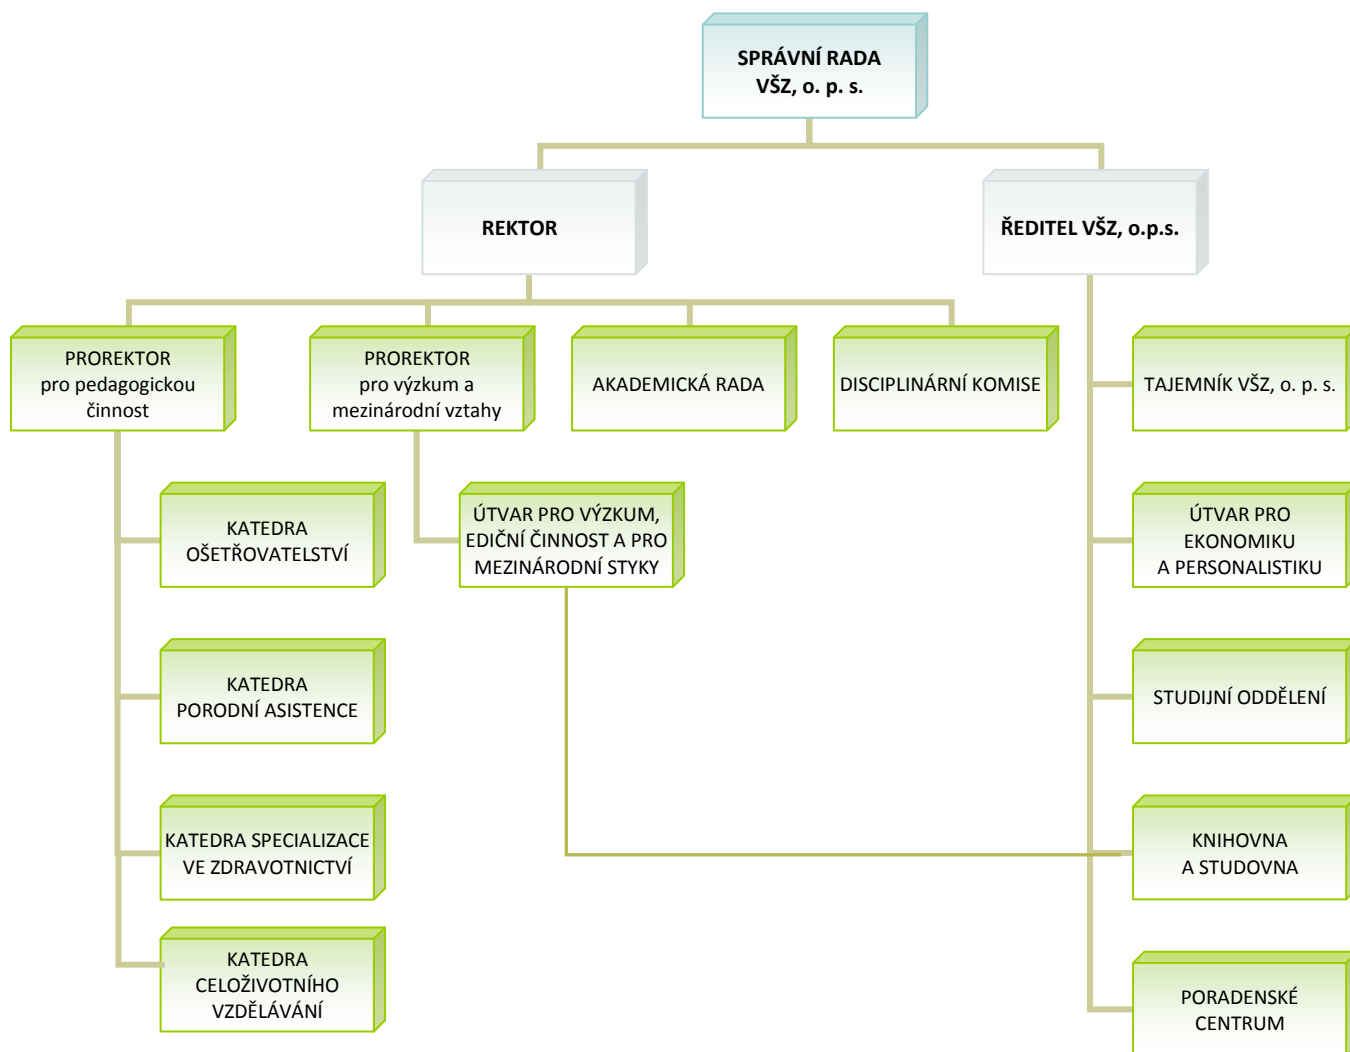 SPRÁVNÍ RADA
VŠZ, o. p. s.
REKTOR
ŘEDITEL VŠZ, o.p.s.
PROREKTOR
pro pedagogickou
činnost
PROREKTOR
pro výzkum a
mezinárodní vztahy
AKADEMICKÁ RADA
DISCIPLINÁRNÍ KOMISE
TAJEMNÍK VŠZ, o. p. s.
KATEDRA
OŠETŘOVATELSTVÍ
ÚTVAR PRO VÝZKUM,
EDIČNÍ ČINNOST A PRO
MEZINÁRODNÍ STYKY
ÚTVAR PRO
EKONOMIKU
A PERSONALISTIKU
KATEDRA
PORODNÍ ASISTENCE
STUDIJNÍ ODDĚLENÍ
KATEDRA SPECIALIZACE
VE ZDRAVOTNICTVÍ
KNIHOVNA
A STUDOVNA
KATEDRA
CELOŽIVOTNÍHO
VZDĚLÁVÁNÍ
PORADENSKÉ
CENTRUM